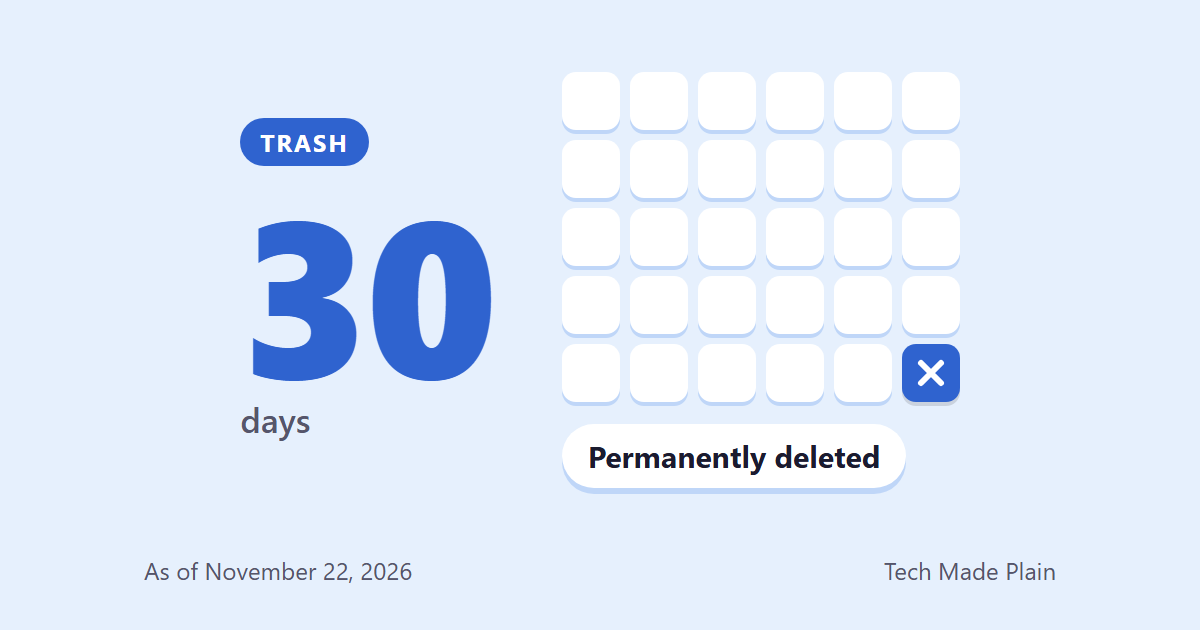 TRASH
30
days
Permanently deleted
As of November 22, 2026
Tech Made Plain